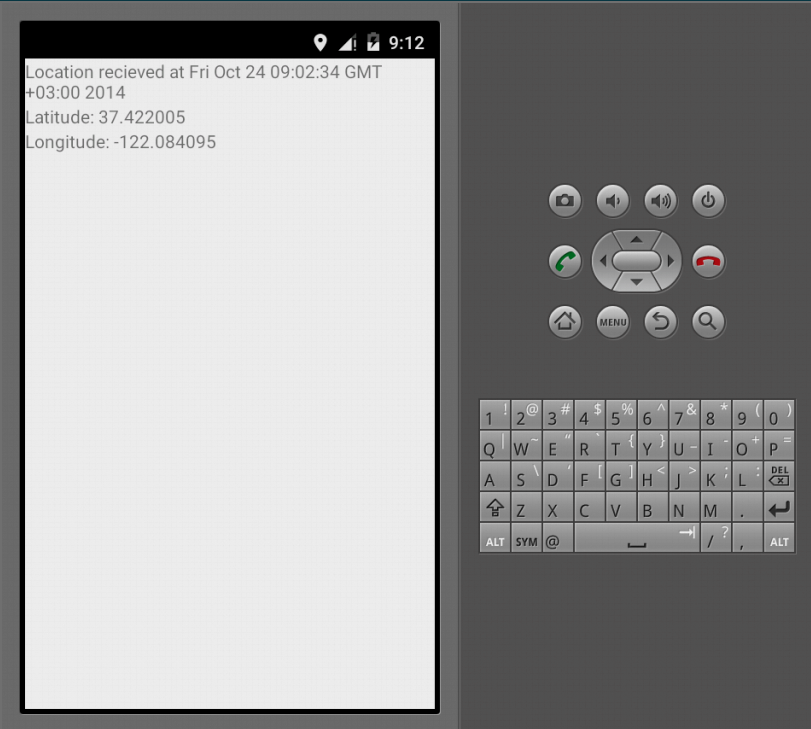 9:12
Location recieved at Fri Oct 24 09:02:34 GMT
+03:00 2014
Latitude: 37.422005
Longitude: -122.084095
MENU
1 ! 2 @ 3 # 4 $ 5 % 6 ^ 7 & 8 * 9 ( 0 )
Q | W ~ E " R ` T { Y } U _ I - O + P =
A S \ D ' F [ G ] H < J > K ; L : DEL
Z X C V B N M .
ALT SYM @ / ? , ALT